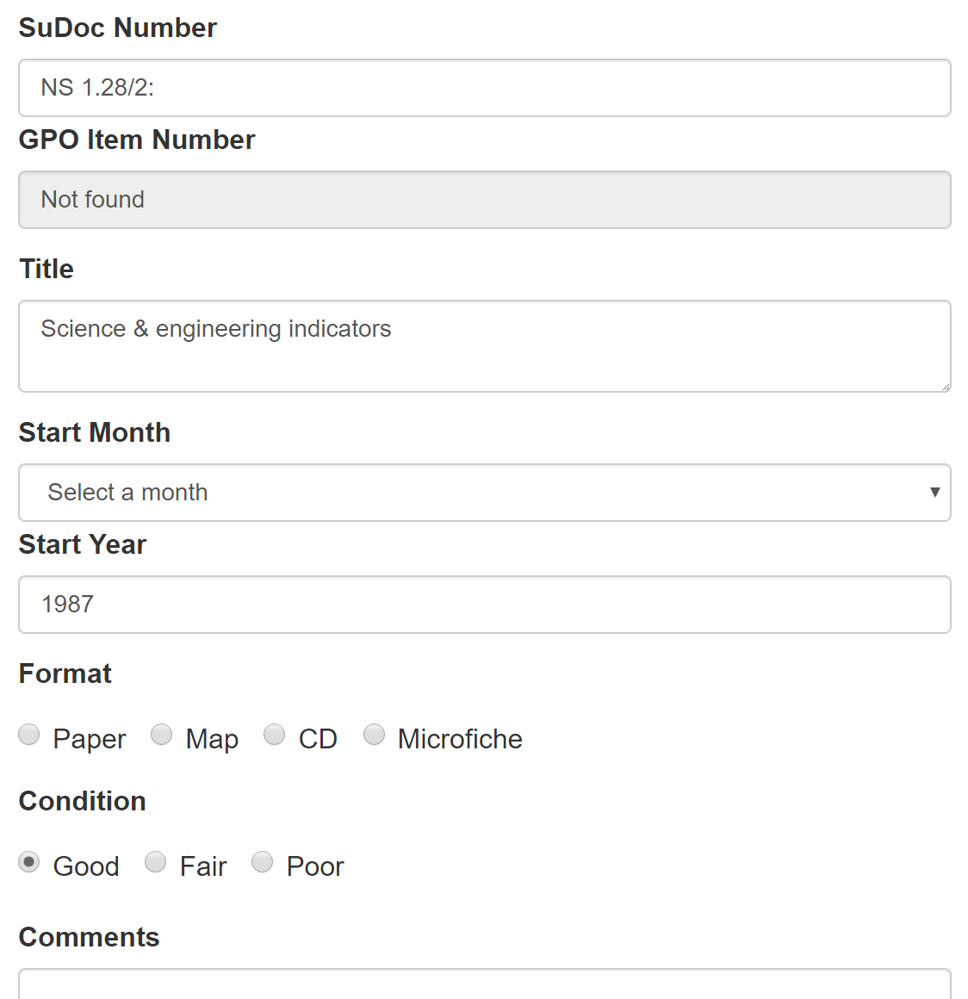 SuDoc Number
NS 1.28/2:
GPO Item Number
Not found
Title
Science & engineering indicators
Start Month
Select a month
Start Year
1987
Format
Paper Map CD Microfiche
Condition
Good Fair Poor
Comments